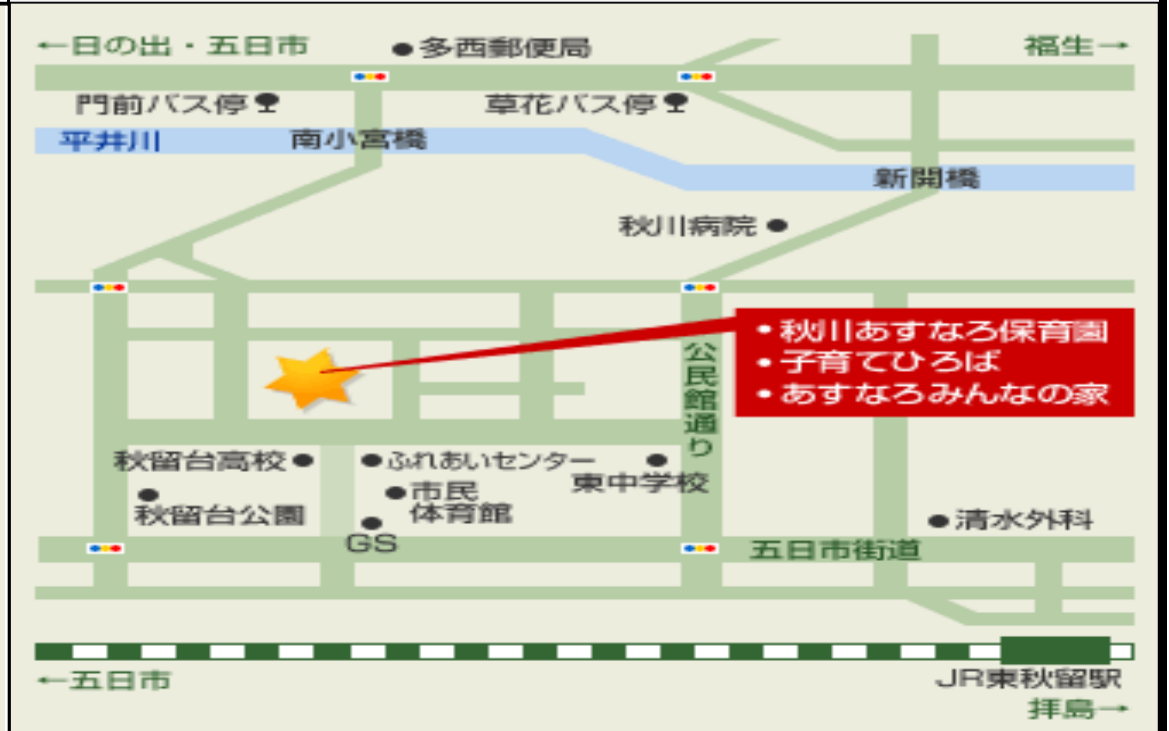 ←日の出・五日市
多西郵便局
福生→
門前バス停
草花バス停
平井川
南小宮橋
新開橋
秋川病院
・秋川あすなろ保育園
・子育てひろば
・あすなろみんなの家
公民館通り
秋留台高校
ふれあいセンター
東中学校
市民
体育館
秋留台公園
清水外科
GS
五日市街道
←五日市
JR東秋留駅
拝島→